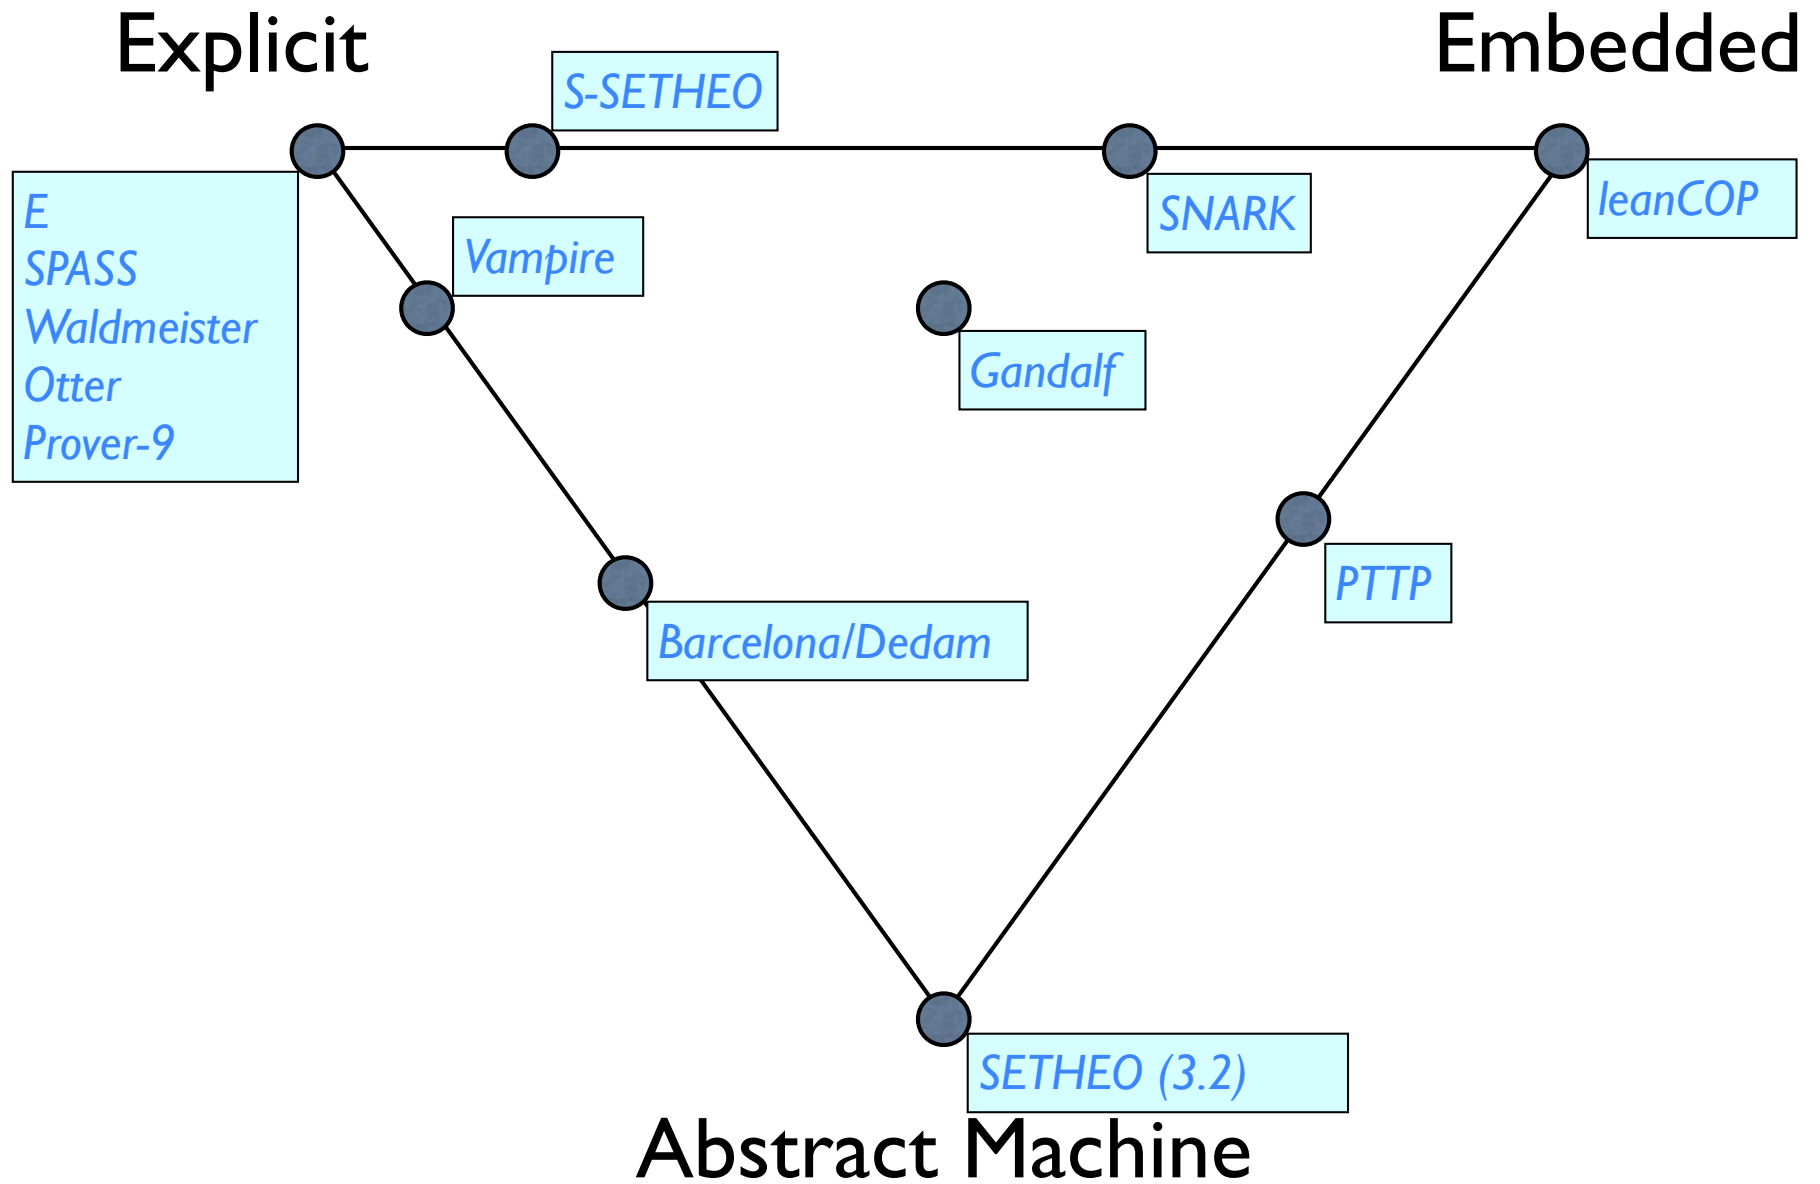 Explicit
Embedded
S-SETHEO
E
SPASS
Waldmeister
Otter
Prover-9
Vampire
SNARK
leanCOP
Gandalf
PTTP
Barcelona/Dedam
SETHEO (3.2)
Abstract Machine